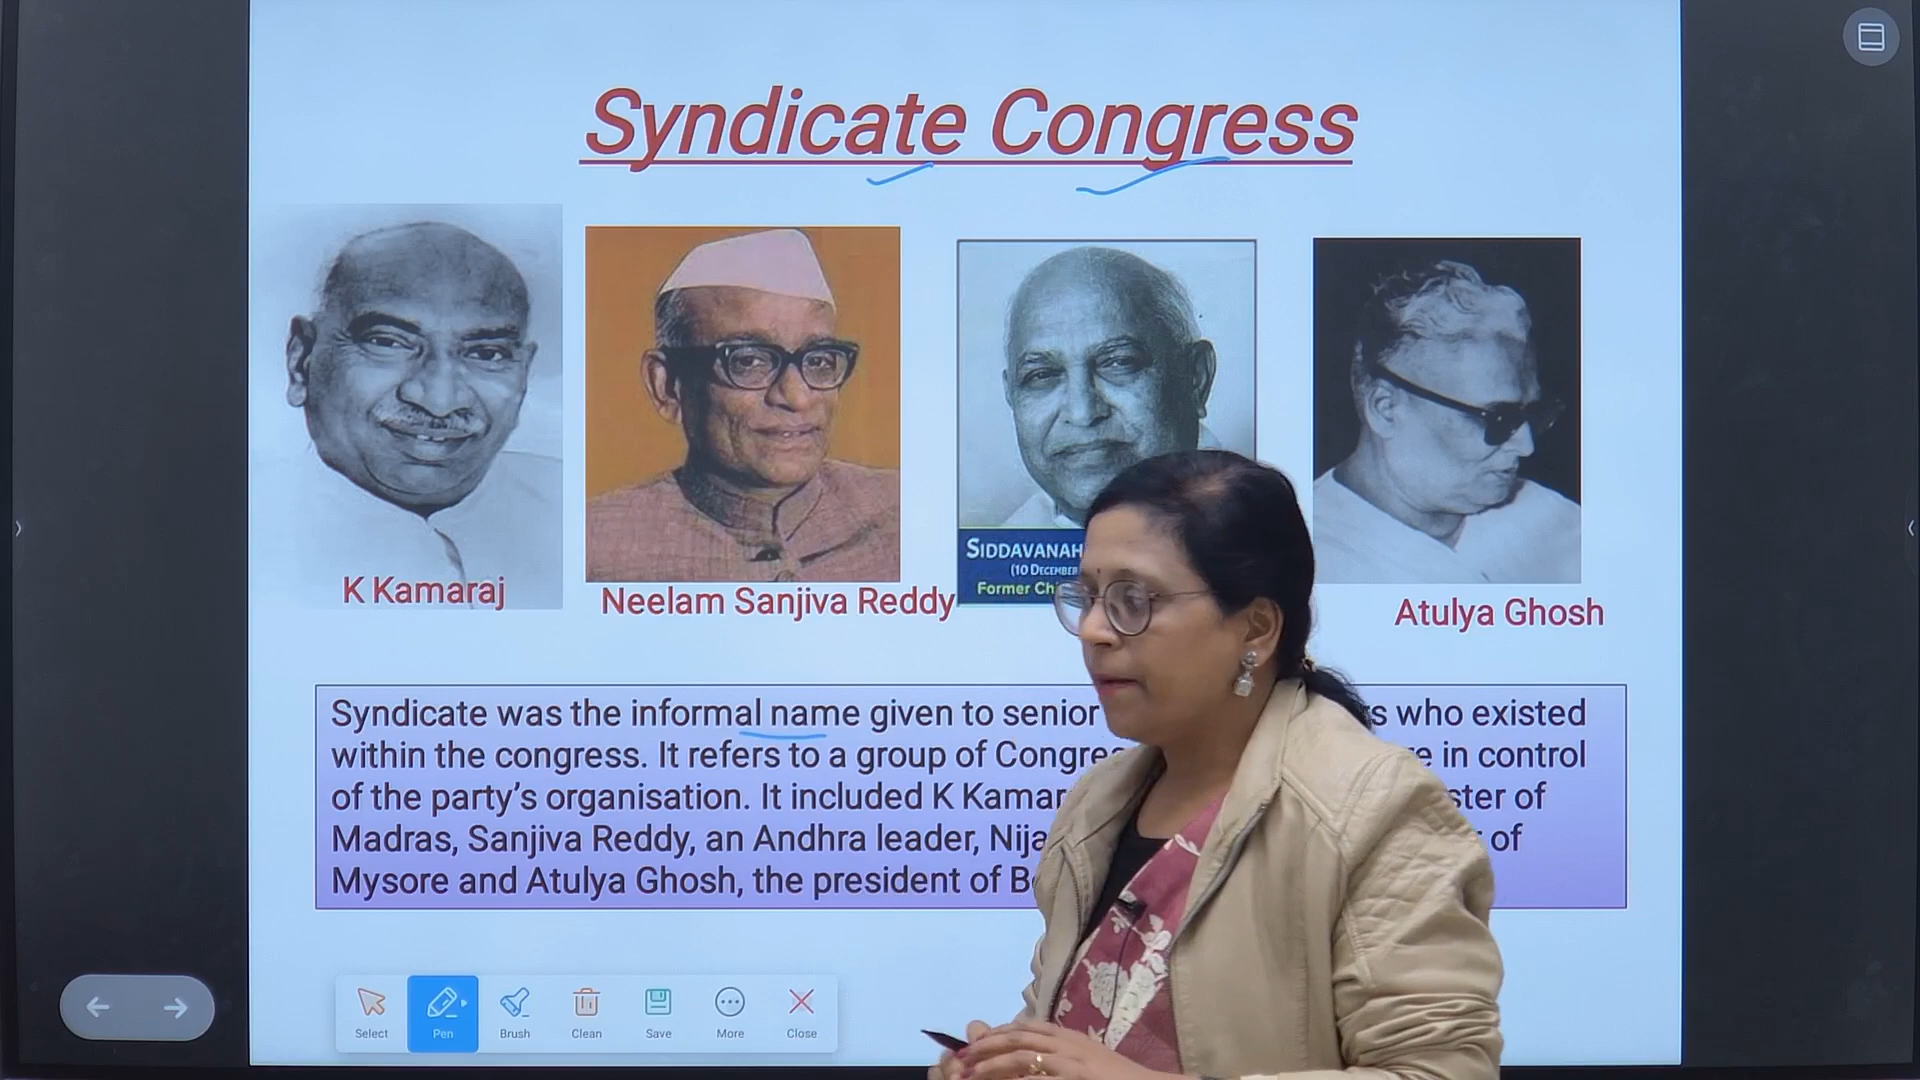 Syndicate Congress
SIDDAVANAH
(10 DECEMBER
Former Ch
K Kamaraj
Neelam Sanjiva Reddy
Atulya Ghosh
Syndicate was the informal name given to senior s who existed
within the congress. It refers to a group of Congre e in control
of the party's organisation. It included K Kamar ster of
Madras, Sanjiva Reddy, an Andhra leader, Nija of
Mysore and Atulya Ghosh, the president of B
Select Pen Brush Clean Save More Close